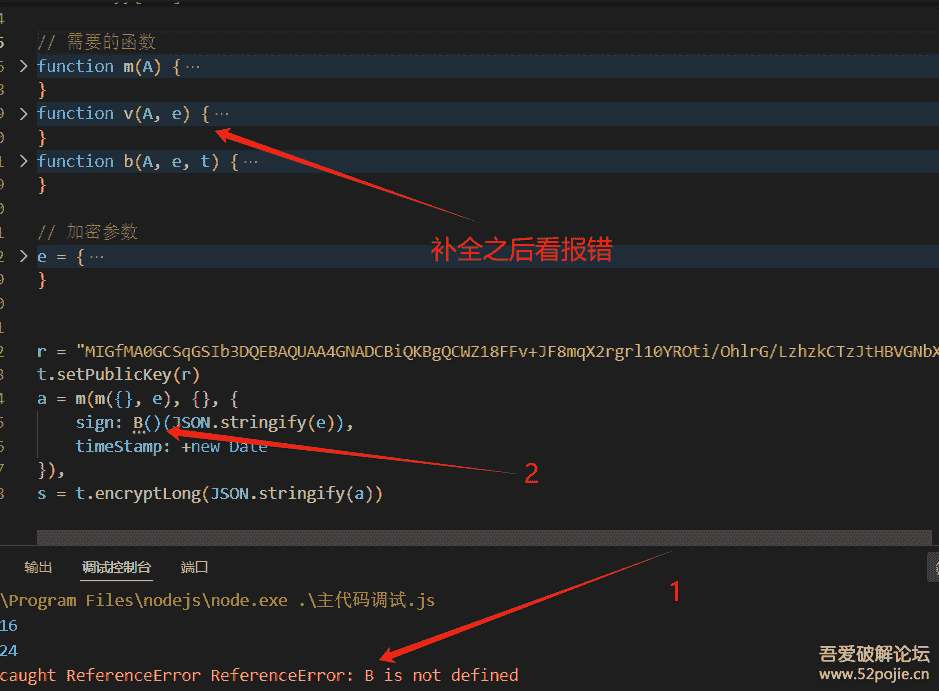 // 需要的函数
function m(A) {…
}
function v(A, e) {…
}
function b(A, e, t) {…
}
// 加密参数
补全之后看报错
e = {…
}
r = "MIGfMA0GCSqGSIb3DQEBAQUAA4GNADCBiQKBgQCWZ18FFv+JF8mqX2rgrl10YROti/OhlrG/LzhzkCTzJtHBVGNbX
t.setPublicKey(r)
a = m(m({}, e), {}, {
sign: B()(JSON.stringify(e)),
timeStamp: +new Date
2
}),
s = t.encryptLong(JSON.stringify(a))
输出 调试控制台 端口
1
\Program Files\nodejs\node.exe .\主代码调试.js
16
24
caught ReferenceError ReferenceError: B is not defined
吾爱破解论坛
www.52pojie.cn